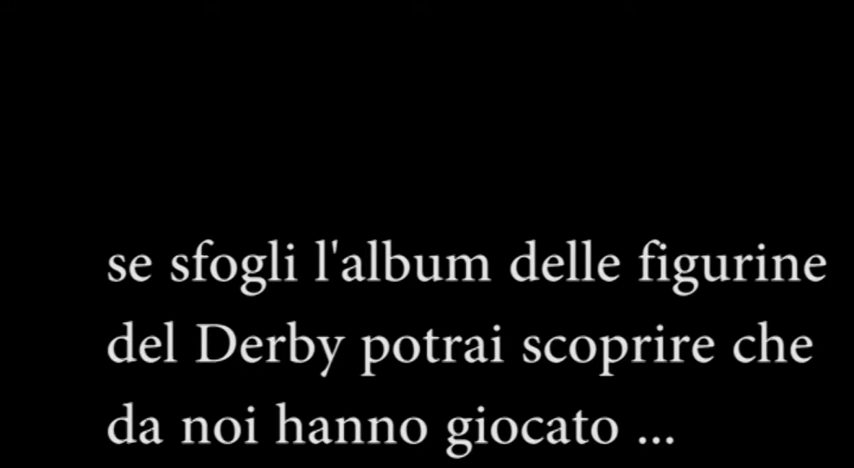 se sfogli l'album delle figurine
del Derby potrai scoprire che
da noi hanno giocato ...